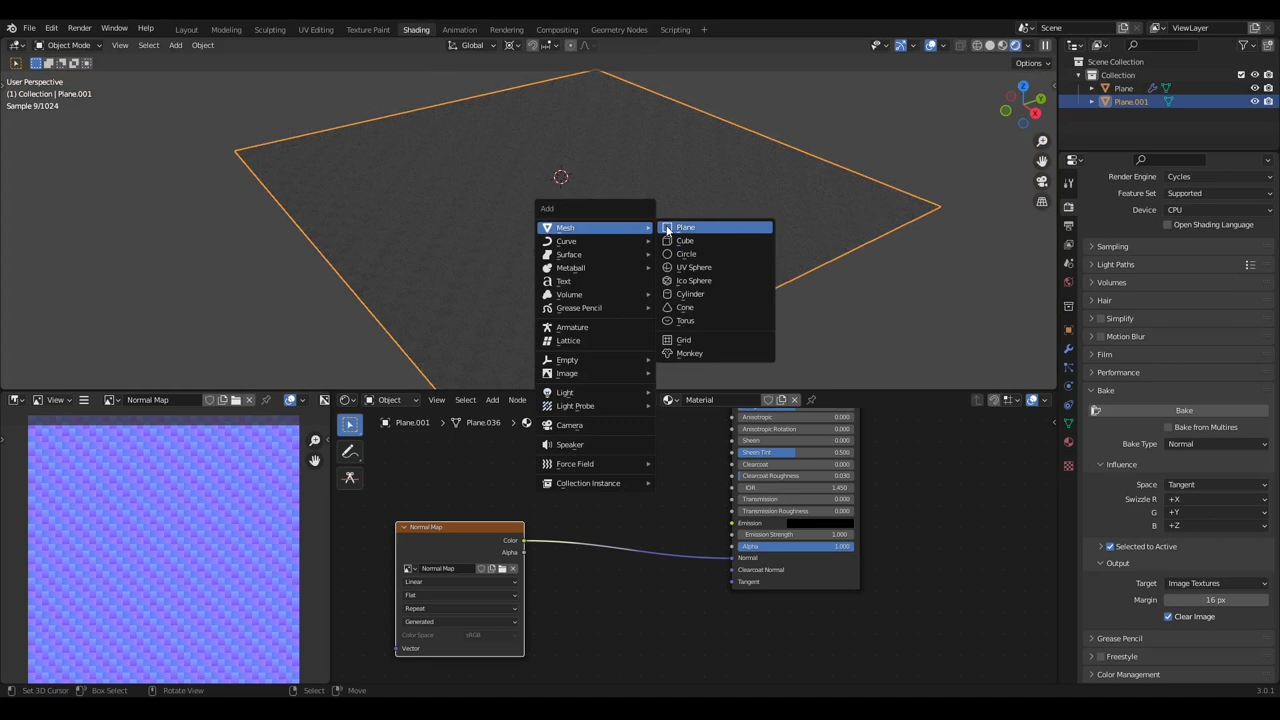 File Edit Render Window Help Layout Modeling Sculpting UV Editing Texture Paint Shading Animation Rendering Compositing Geometry Nodes Scripting Scene ViewLayer
Object Mode View Select Add Object Global
Options
User Perspective
(1) Collection | Plane.001
Sample 9/1024
Scene Collection
Collection
Plane
Plane.001
Render Engine Cycles
Feature Set Supported
Device CPU
Open Shading Language
Sampling
Light Paths
Volumes
Hair
Simplify
Motion Blur
Film
Performance
Bake
Bake
Bake from Multires
Bake Type Normal
Influence
Space Tangent
Swizzle R +X
G +Y
B +Z
Selected to Active
Output
Target Image Textures
Margin 16 px
Clear Image
Grease Pencil
Freestyle
Color Management
Add
Mesh
Curve
Surface
Metaball
Text
Volume
Grease Pencil
Armature
Lattice
Empty
Image
Light
Light Probe
Camera
Speaker
Force Field
Collection Instance
Plane
Cube
Circle
UV Sphere
Ico Sphere
Cylinder
Cone
Torus
Grid
Monkey
View Normal Map
Object View Select Add Node Material
Plane.001 Plane.036
Anisotropic 0.000
Anisotropic Rotation 0.000
Sheen 0.000
Sheen Tint 0.500
Clearcoat 0.000
Clearcoat Roughness 0.030
IOR 1.450
Transmission 0.000
Transmission Roughness 0.000
Emission
Emission Strength 1.000
Alpha 1.000
Normal
Clearcoat Normal
Tangent
Normal Map
Color
Alpha
Normal Map
Linear
Flat
Repeat
Generated
Color Space sRGB
Vector
Set 3D Cursor Box Select Rotate View Select Move 3.0.1